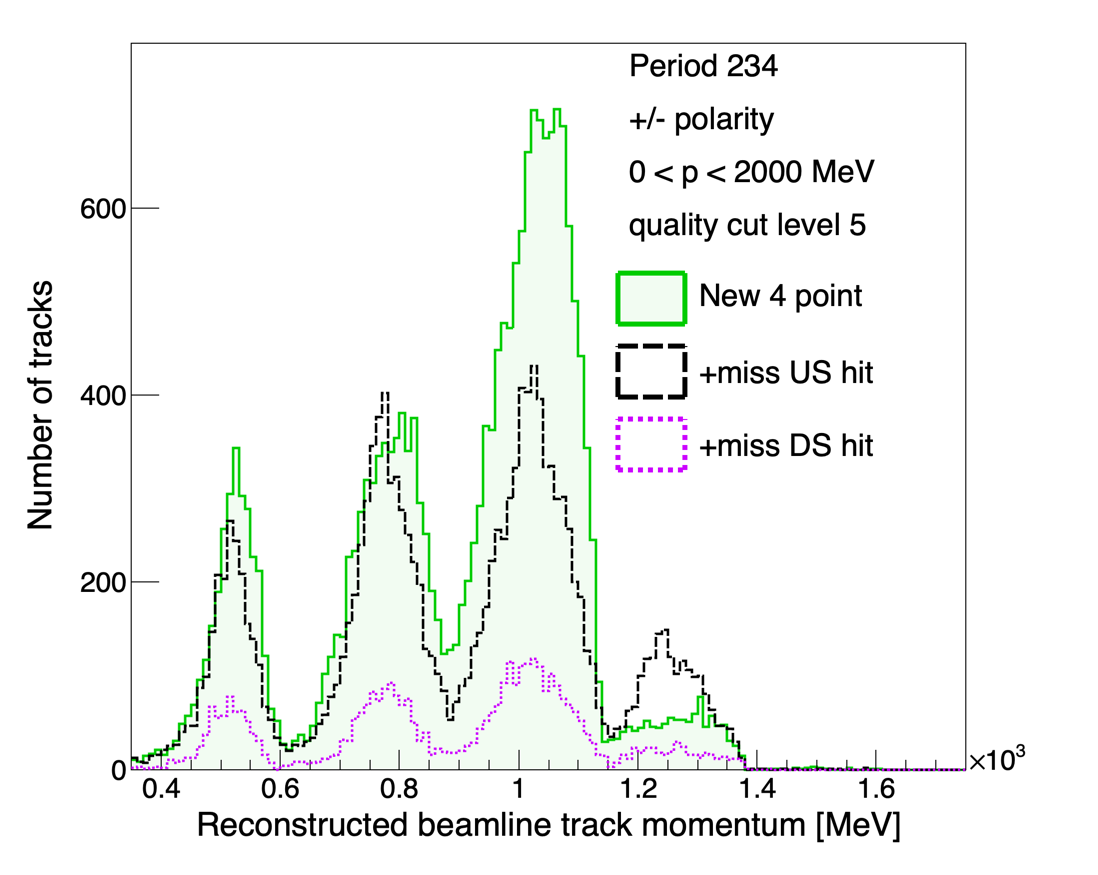 Period 234
+/- polarity
0 < p < 2000 MeV
quality cut level 5
New 4 point
+miss US hit
+miss DS hit
Number of tracks
600
400
200
0
0.4 0.6 0.8 1 1.2 1.4 1.6 ×10³
Reconstructed beamline track momentum [MeV]